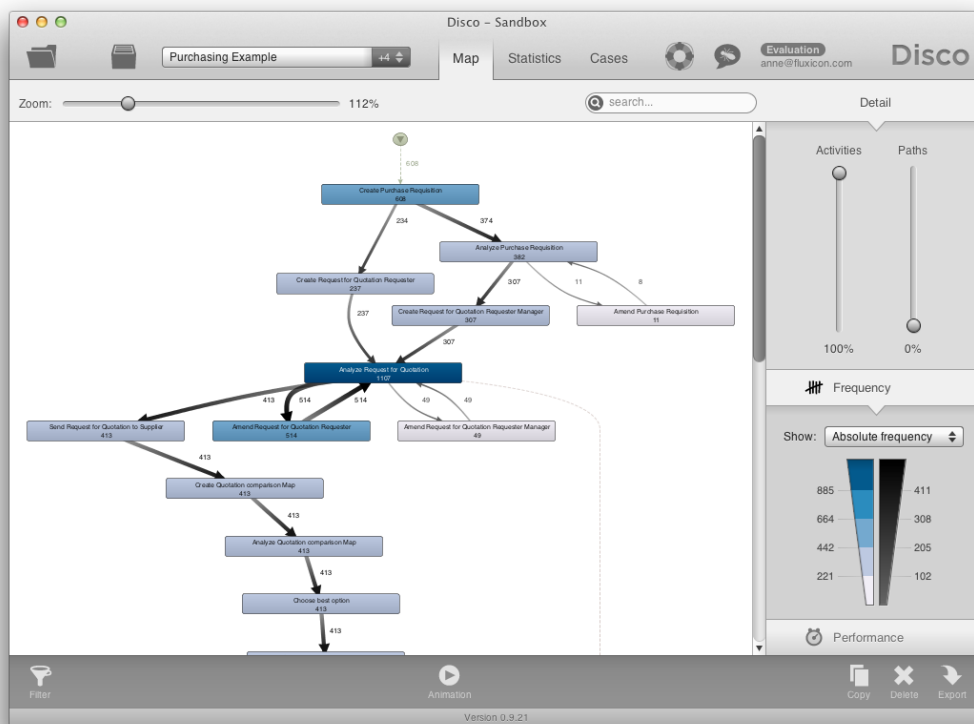 Disco – Sandbox
Purchasing Example
+4
Map
Statistics
Cases
Evaluation
anne@fluxicon.com
Disco
Zoom:
112%
search...
Detail
Activities
Paths
100%
0%
Frequency
Show:
Absolute frequency
885
664
442
221
411
308
205
102
Performance
608
Create Purchase Requisition
608
234
374
Analyze Purchase Requisition
382
Create Request for Quotation Requester
237
307
11
8
Create Request for Quotation Requester Manager
307
Amend Purchase Requisition
11
237
307
Analyze Request for Quotation
1107
413
514
514
49
49
Send Request for Quotation to Supplier
413
Amend Request for Quotation Requester
514
Amend Request for Quotation Requester Manager
49
413
Create Quotation comparison Map
413
413
Analyze Quotation comparison Map
413
413
Choose best option
413
413
Filter
Animation
Copy
Delete
Export
Version 0.9.21